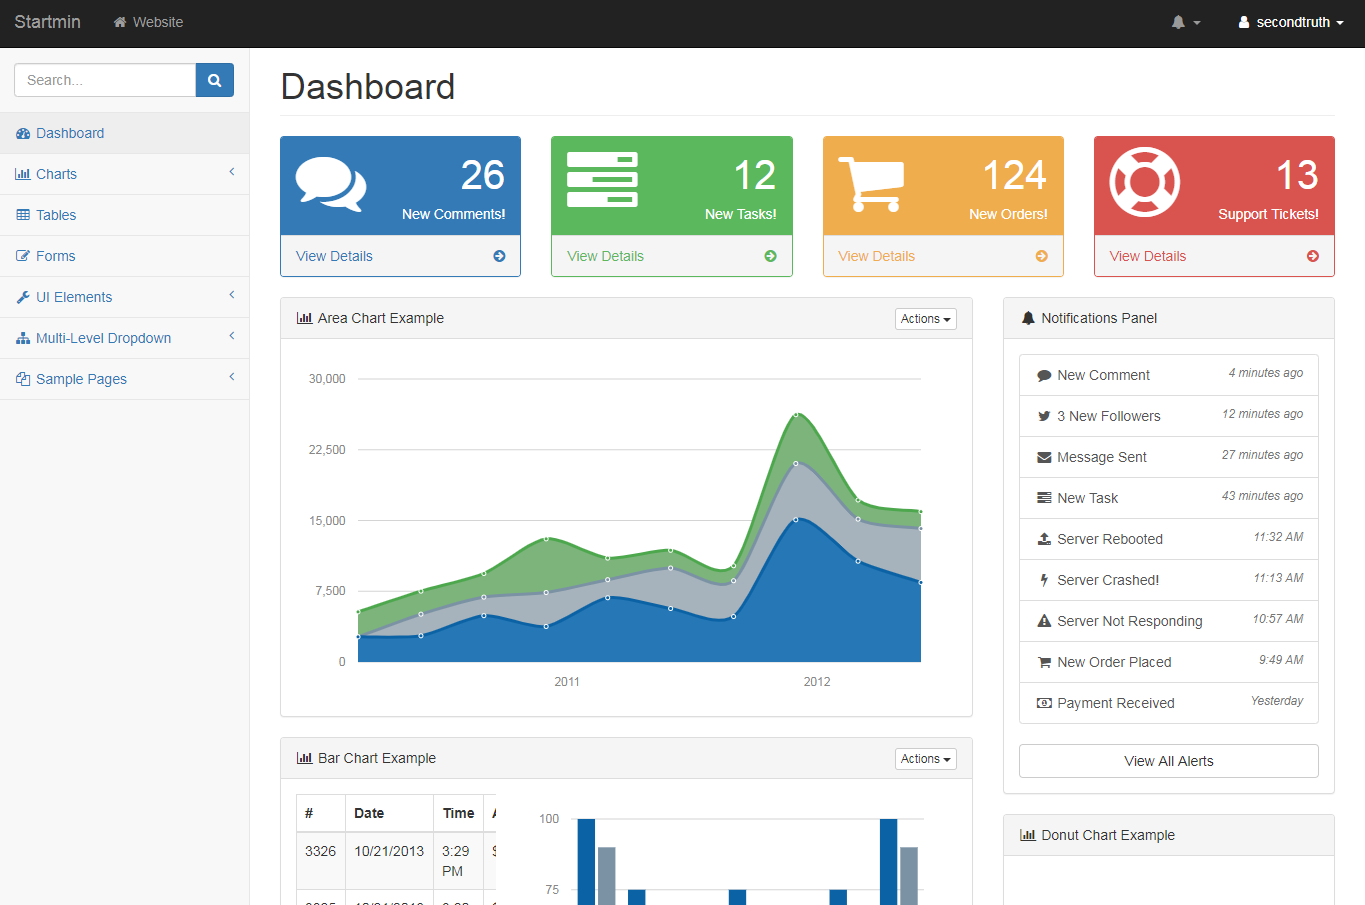 Startmin
Website
secondtruth
Search...
Dashboard
Charts
Tables
Forms
UI Elements
Multi-Level Dropdown
Sample Pages
Dashboard
26
New Comments!
View Details
12
New Tasks!
View Details
124
New Orders!
View Details
13
Support Tickets!
View Details
Area Chart Example
Actions
30,000
22,500
15,000
7,500
0
2011
2012
Notifications Panel
New Comment 4 minutes ago
3 New Followers 12 minutes ago
Message Sent 27 minutes ago
New Task 43 minutes ago
Server Rebooted 11:32 AM
Server Crashed! 11:13 AM
Server Not Responding 10:57 AM
New Order Placed 9:49 AM
Payment Received Yesterday
View All Alerts
Bar Chart Example
Actions
# Date Time
3326 10/21/2013 3:29 $
PM
100
75
Donut Chart Example